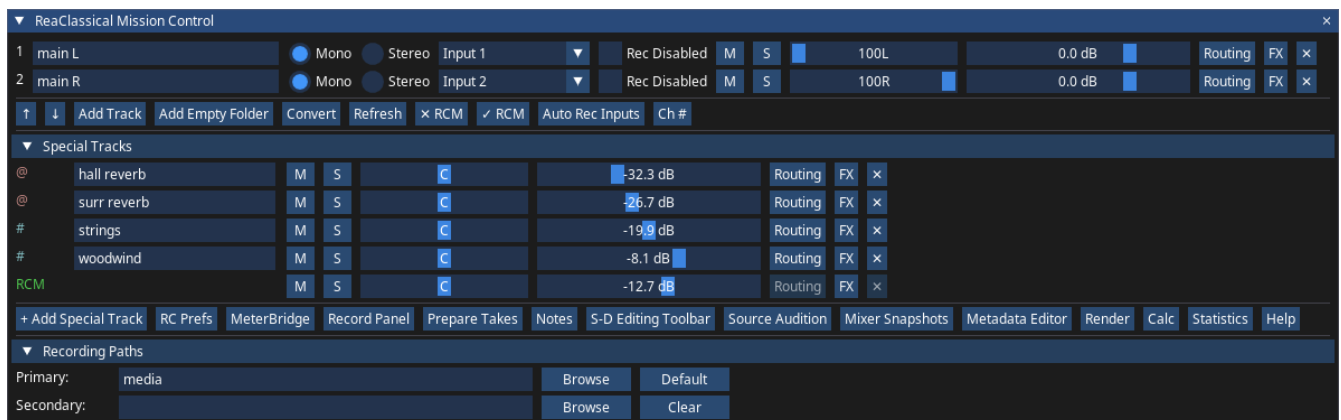 ▼ ReaClassical Mission Control ×
1 main L Mono Stereo Input 1 ▼ Rec Disabled M S 100L 0.0 dB Routing FX ×
2 main R Mono Stereo Input 2 ▼ Rec Disabled M S 100R 0.0 dB Routing FX ×
↑ ↓ Add Track Add Empty Folder Convert Refresh × RCM ✓ RCM Auto Rec Inputs Ch #
▼ Special Tracks
@ hall reverb M S C -32.3 dB Routing FX ×
@ surr reverb M S C -26.7 dB Routing FX ×
# strings M S C -19.9 dB Routing FX ×
# woodwind M S C -8.1 dB Routing FX ×
RCM M S C -12.7 dB Routing FX ×
+ Add Special Track RC Prefs MeterBridge Record Panel Prepare Takes Notes S-D Editing Toolbar Source Audition Mixer Snapshots Metadata Editor Render Calc Statistics Help
▼ Recording Paths
Primary: media Browse Default
Secondary: Browse Clear